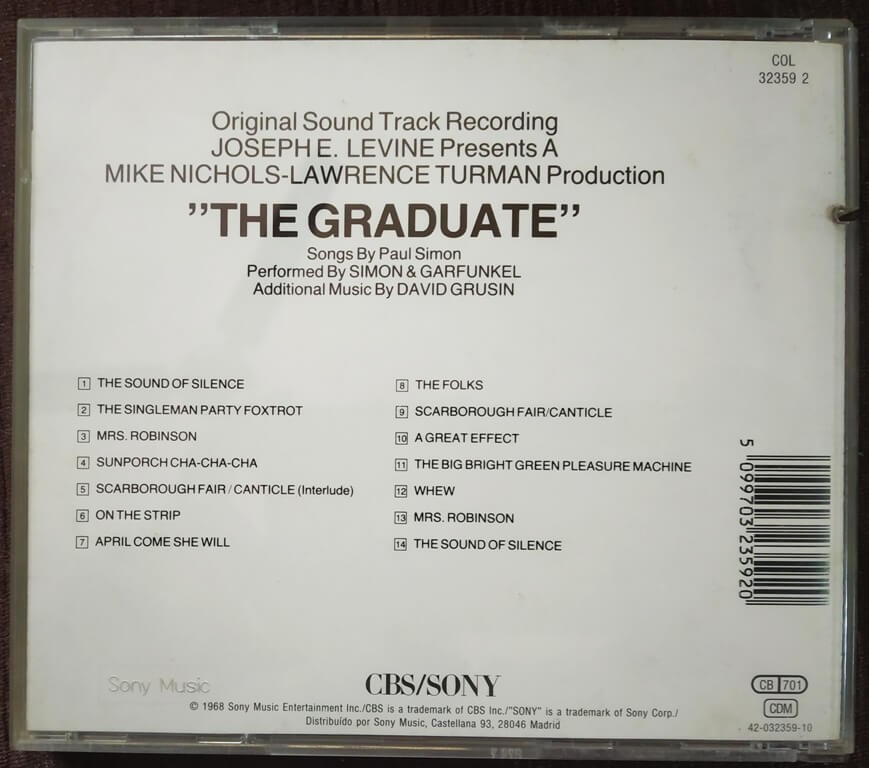 COL
32359 2
Original Sound Track Recording
JOSEPH E. LEVINE Presents A
MIKE NICHOLS-LAWRENCE TURMAN Production
”THE GRADUATE”
Songs By Paul Simon
Performed By SIMON & GARFUNKEL
Additional Music By DAVID GRUSIN
1 THE SOUND OF SILENCE
2 THE SINGLEMAN PARTY FOXTROT
3 MRS. ROBINSON
4 SUNPORCH CHA-CHA-CHA
5 SCARBOROUGH FAIR / CANTICLE (Interlude)
6 ON THE STRIP
7 APRIL COME SHE WILL
8 THE FOLKS
9 SCARBOROUGH FAIR/CANTICLE
10 A GREAT EFFECT
11 THE BIG BRIGHT GREEN PLEASURE MACHINE
12 WHEW
13 MRS. ROBINSON
14 THE SOUND OF SILENCE
5 099703 235920
Sony Music
CBS/SONY
© 1968 Sony Music Entertainment Inc./CBS is a trademark of CBS Inc./"SONY" is a trademark of Sony Corp./
Distribuído por Sony Music, Castellana 93, 28046 Madrid
CB 701
CDM
42-032359-10